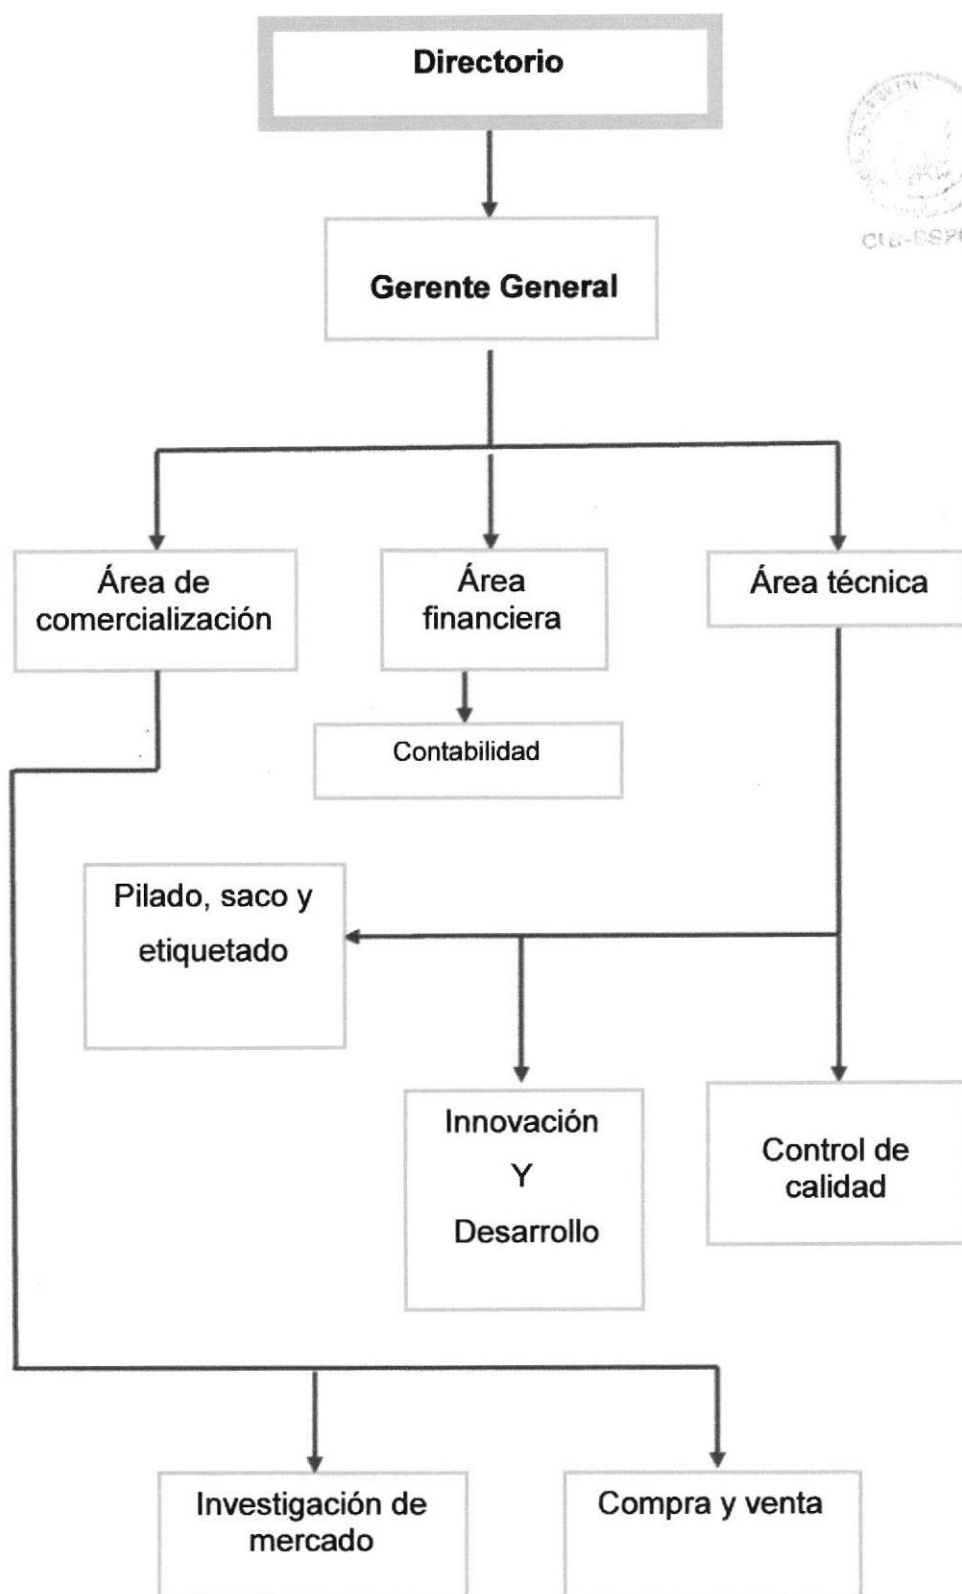 Directorio
Gerente General
Área de
comercialización
Área
financiera
Área técnica
Contabilidad
Pilado, saco y
etiquetado
Innovación
Y
Desarrollo
Control de
calidad
Investigación de
mercado
Compra y venta